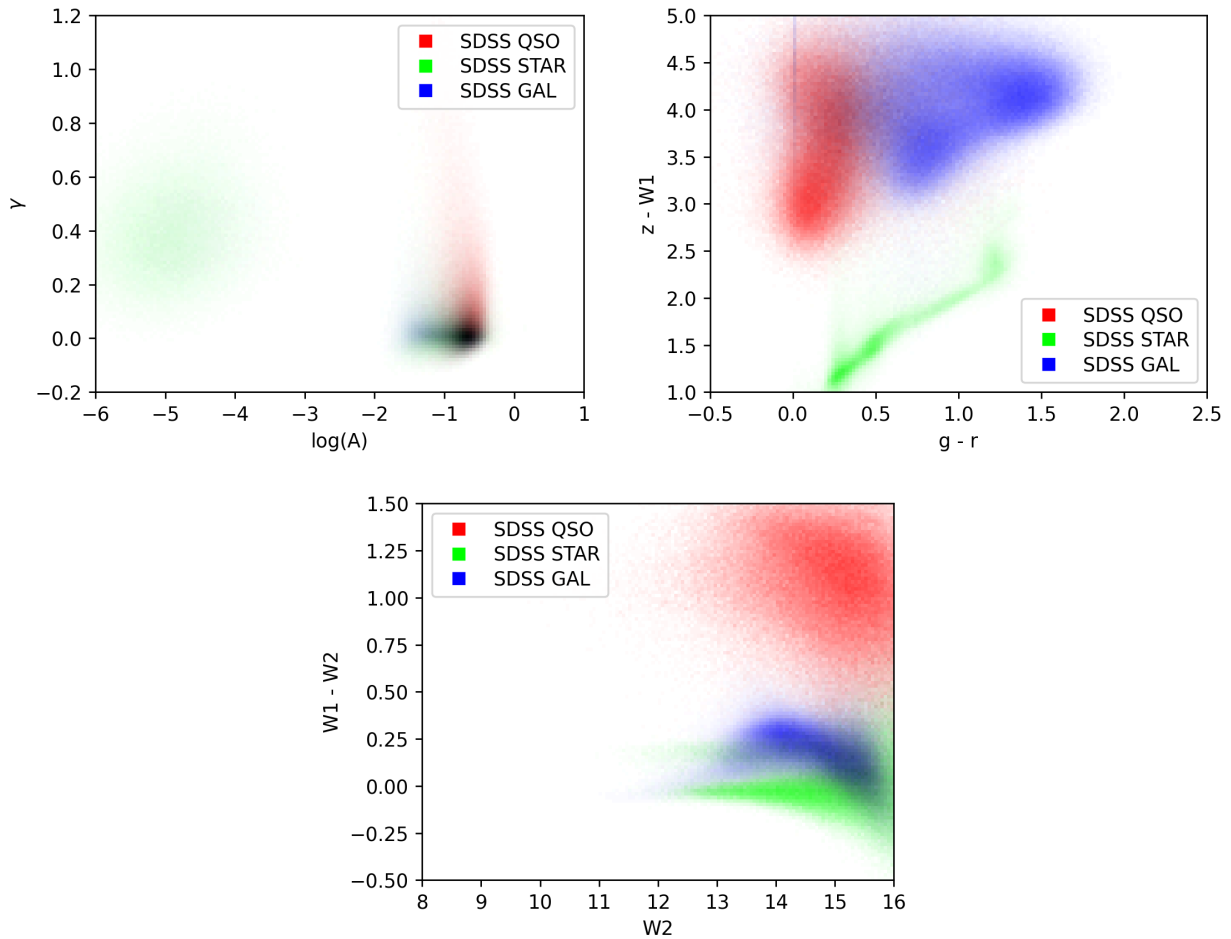 1.2
1.0
0.8
0.6
0.4
0.2
0.0
−0.2
γ
−6 −5 −4 −3 −2 −1 0 1
log(A)
SDSS QSO
SDSS STAR
SDSS GAL
5.0
4.5
4.0
3.5
3.0
2.5
2.0
1.5
1.0
z - W1
−0.5 0.0 0.5 1.0 1.5 2.0 2.5
g - r
SDSS QSO
SDSS STAR
SDSS GAL
1.50
1.25
1.00
0.75
0.50
0.25
0.00
−0.25
−0.50
W1 - W2
8 9 10 11 12 13 14 15 16
W2
SDSS QSO
SDSS STAR
SDSS GAL